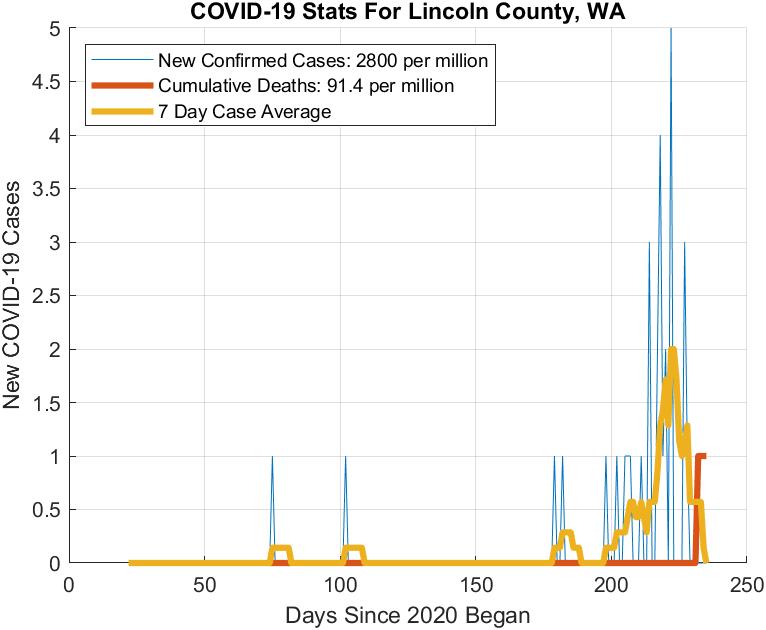 COVID-19 Stats For Lincoln County, WA
New Confirmed Cases: 2800 per million
Cumulative Deaths: 91.4 per million
7 Day Case Average
New COVID-19 Cases
5
4.5
4
3.5
3
2.5
2
1.5
1
0.5
0
0 50 100 150 200 250
Days Since 2020 Began